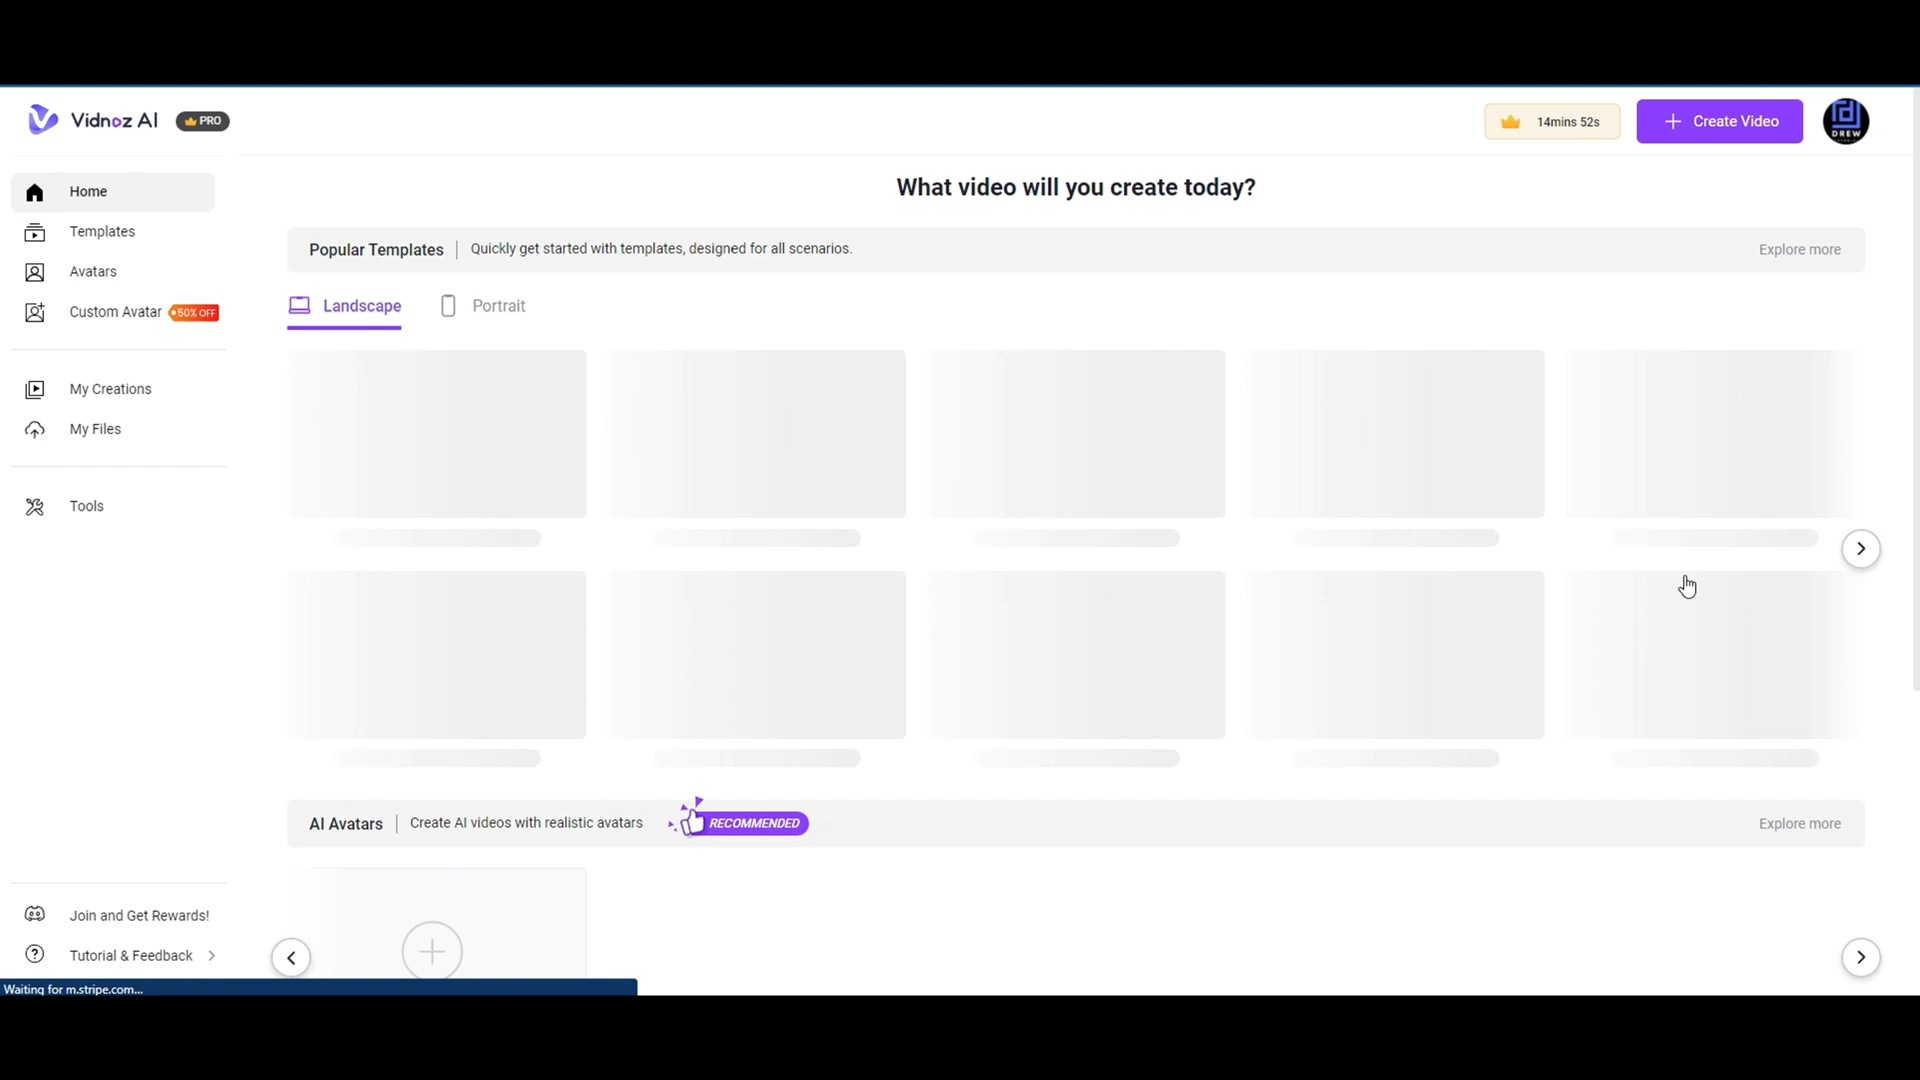 Vidnoz AI PRO
14mins 52s
+ Create Video
DREW
Home
Templates
Avatars
Custom Avatar 50% OFF
My Creations
My Files
Tools
Join and Get Rewards!
Tutorial & Feedback
What video will you create today?
Popular Templates | Quickly get started with templates, designed for all scenarios.
Explore more
Landscape
Portrait
AI Avatars | Create AI videos with realistic avatars
RECOMMENDED
Explore more
Waiting for m.stripe.com...